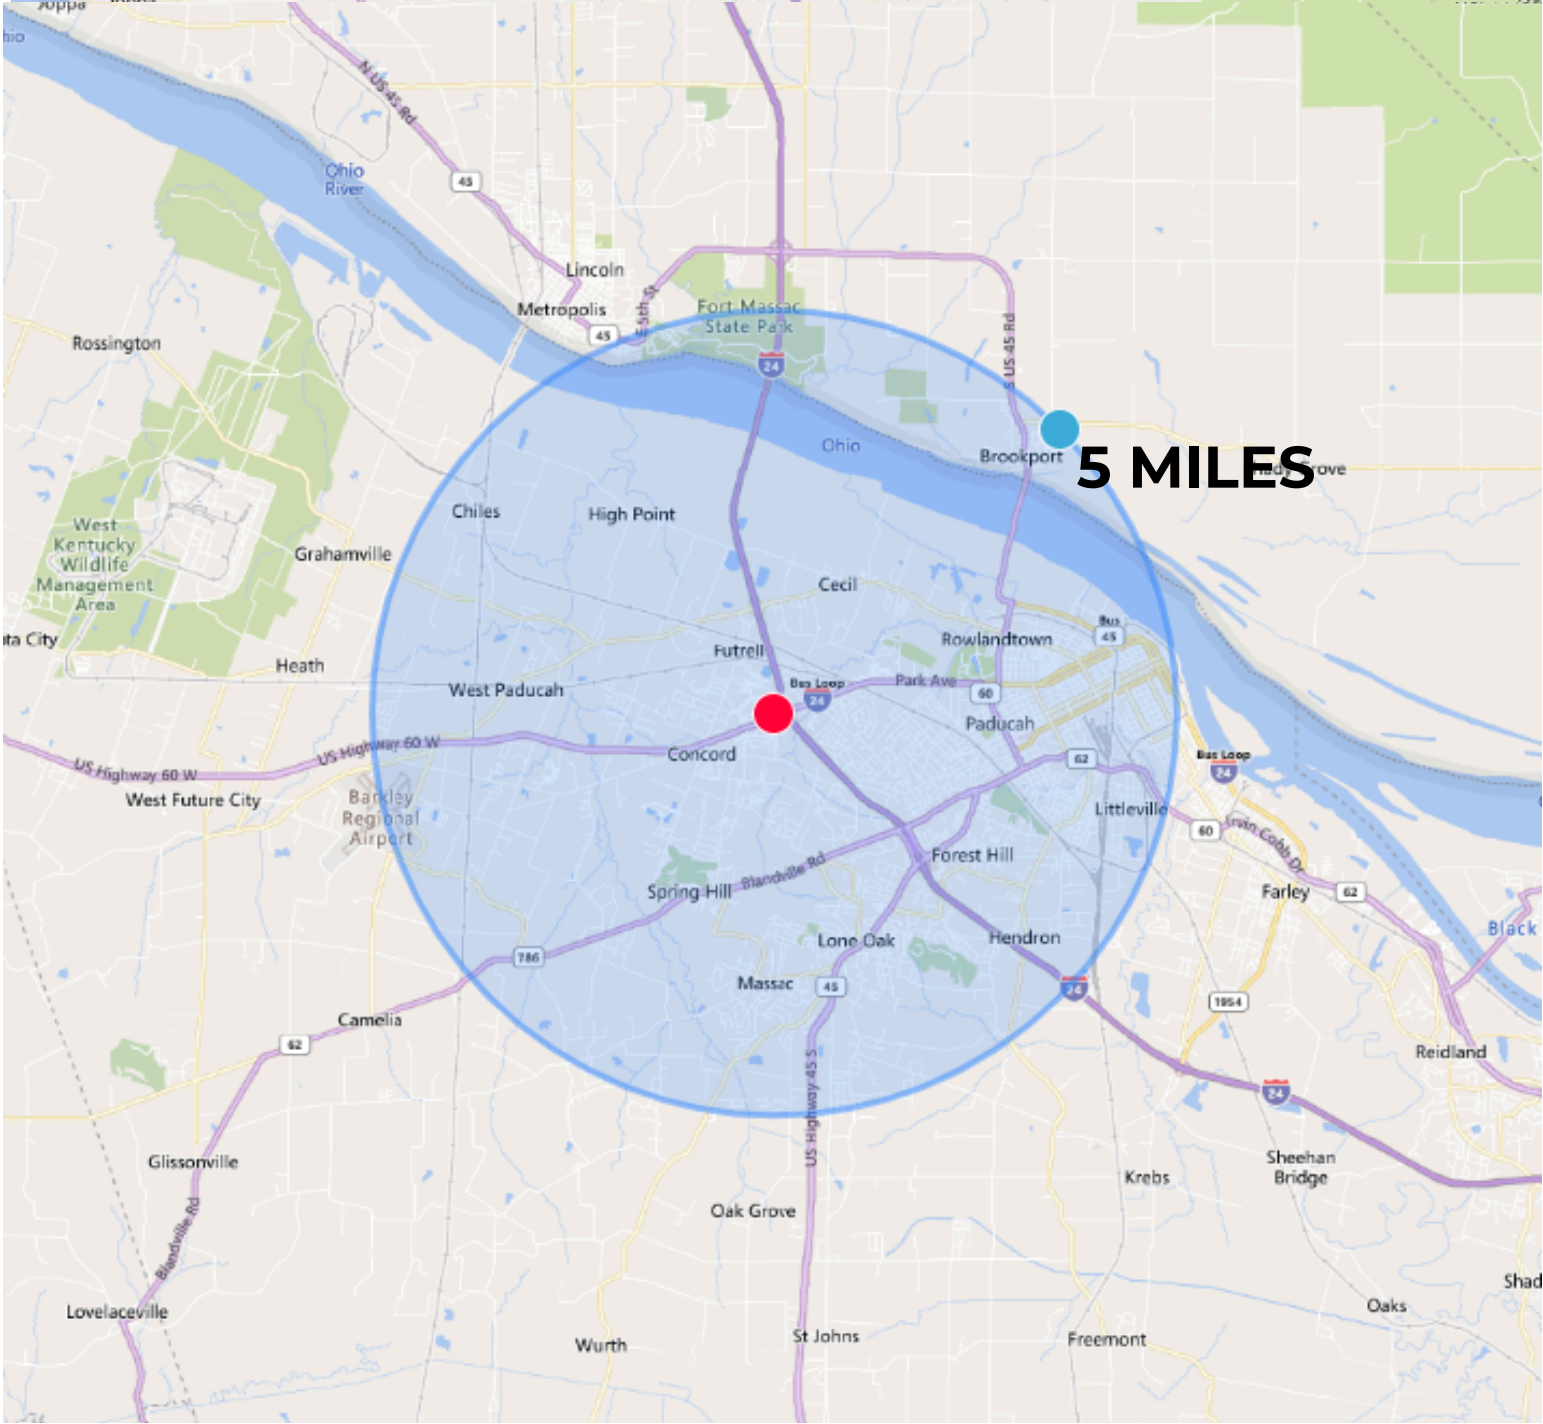 Joppa
N US 45 Rd
Ohio
River
45
Lincoln
Metropolis
45
E 5th St
Fort Massac
State Park
24
S US 45 Rd
Rossington
Ohio
Brookport
5 MILES
Chiles
High Point
West
Kentucky
Wildlife
Management
Area
Grahamville
Cecil
Bus
45
Rowlandtown
Futrell
Heath
West Paducah
Bus Loop
24
Park Ave
60
Paducah
Concord
US Highway 60 W
US Highway 60 W
62
Bus Loop
24
West Future City
Barkley
Regional
Airport
Littleville
60
Irvin Cobb Dr
Forest Hill
Blandville Rd
Spring Hill
Farley
62
Black
Lone Oak
Hendron
786
Massac
45
24
1954
Camelia
62
Reidland
US Highway 45 S
24
Glissonville
Sheehan
Bridge
Krebs
Blandville Rd
Oak Grove
Shad
Lovelaceville
Oaks
Wurth
St Johns
Freemont